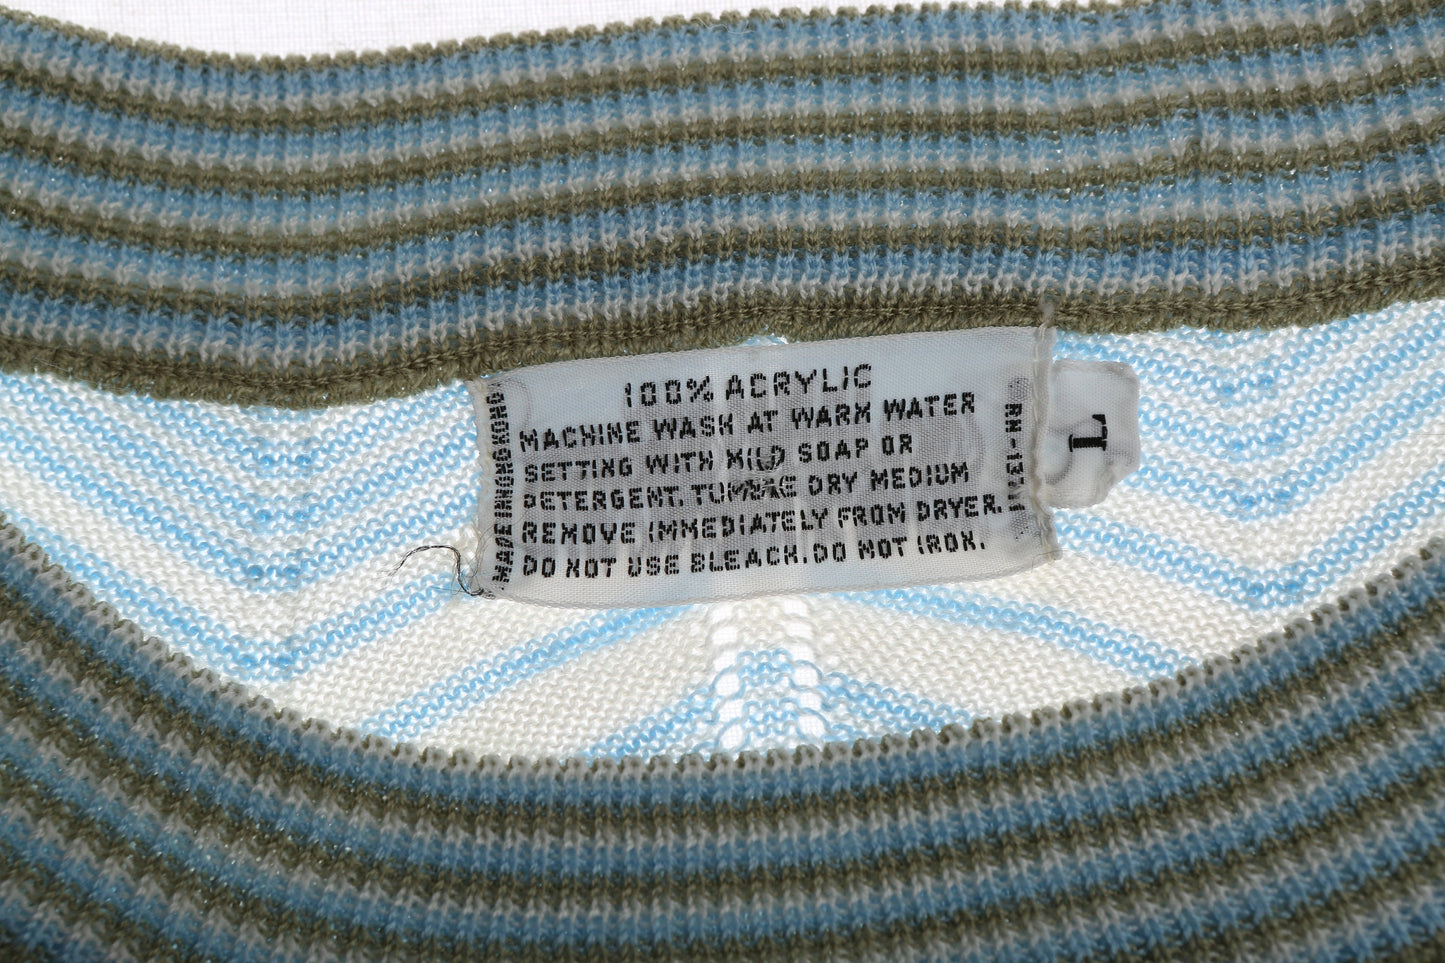 100% ACRYLIC
MACHINE WASH AT WARM WATER
SETTING WITH MILD SOAP OR
DETERGENT. TUMBLE DRY MEDIUM
REMOVE IMMEDIATELY FROM DRYER.
DO NOT USE BLEACH. DO NOT IRON.
MADE IN HONG KONG
L